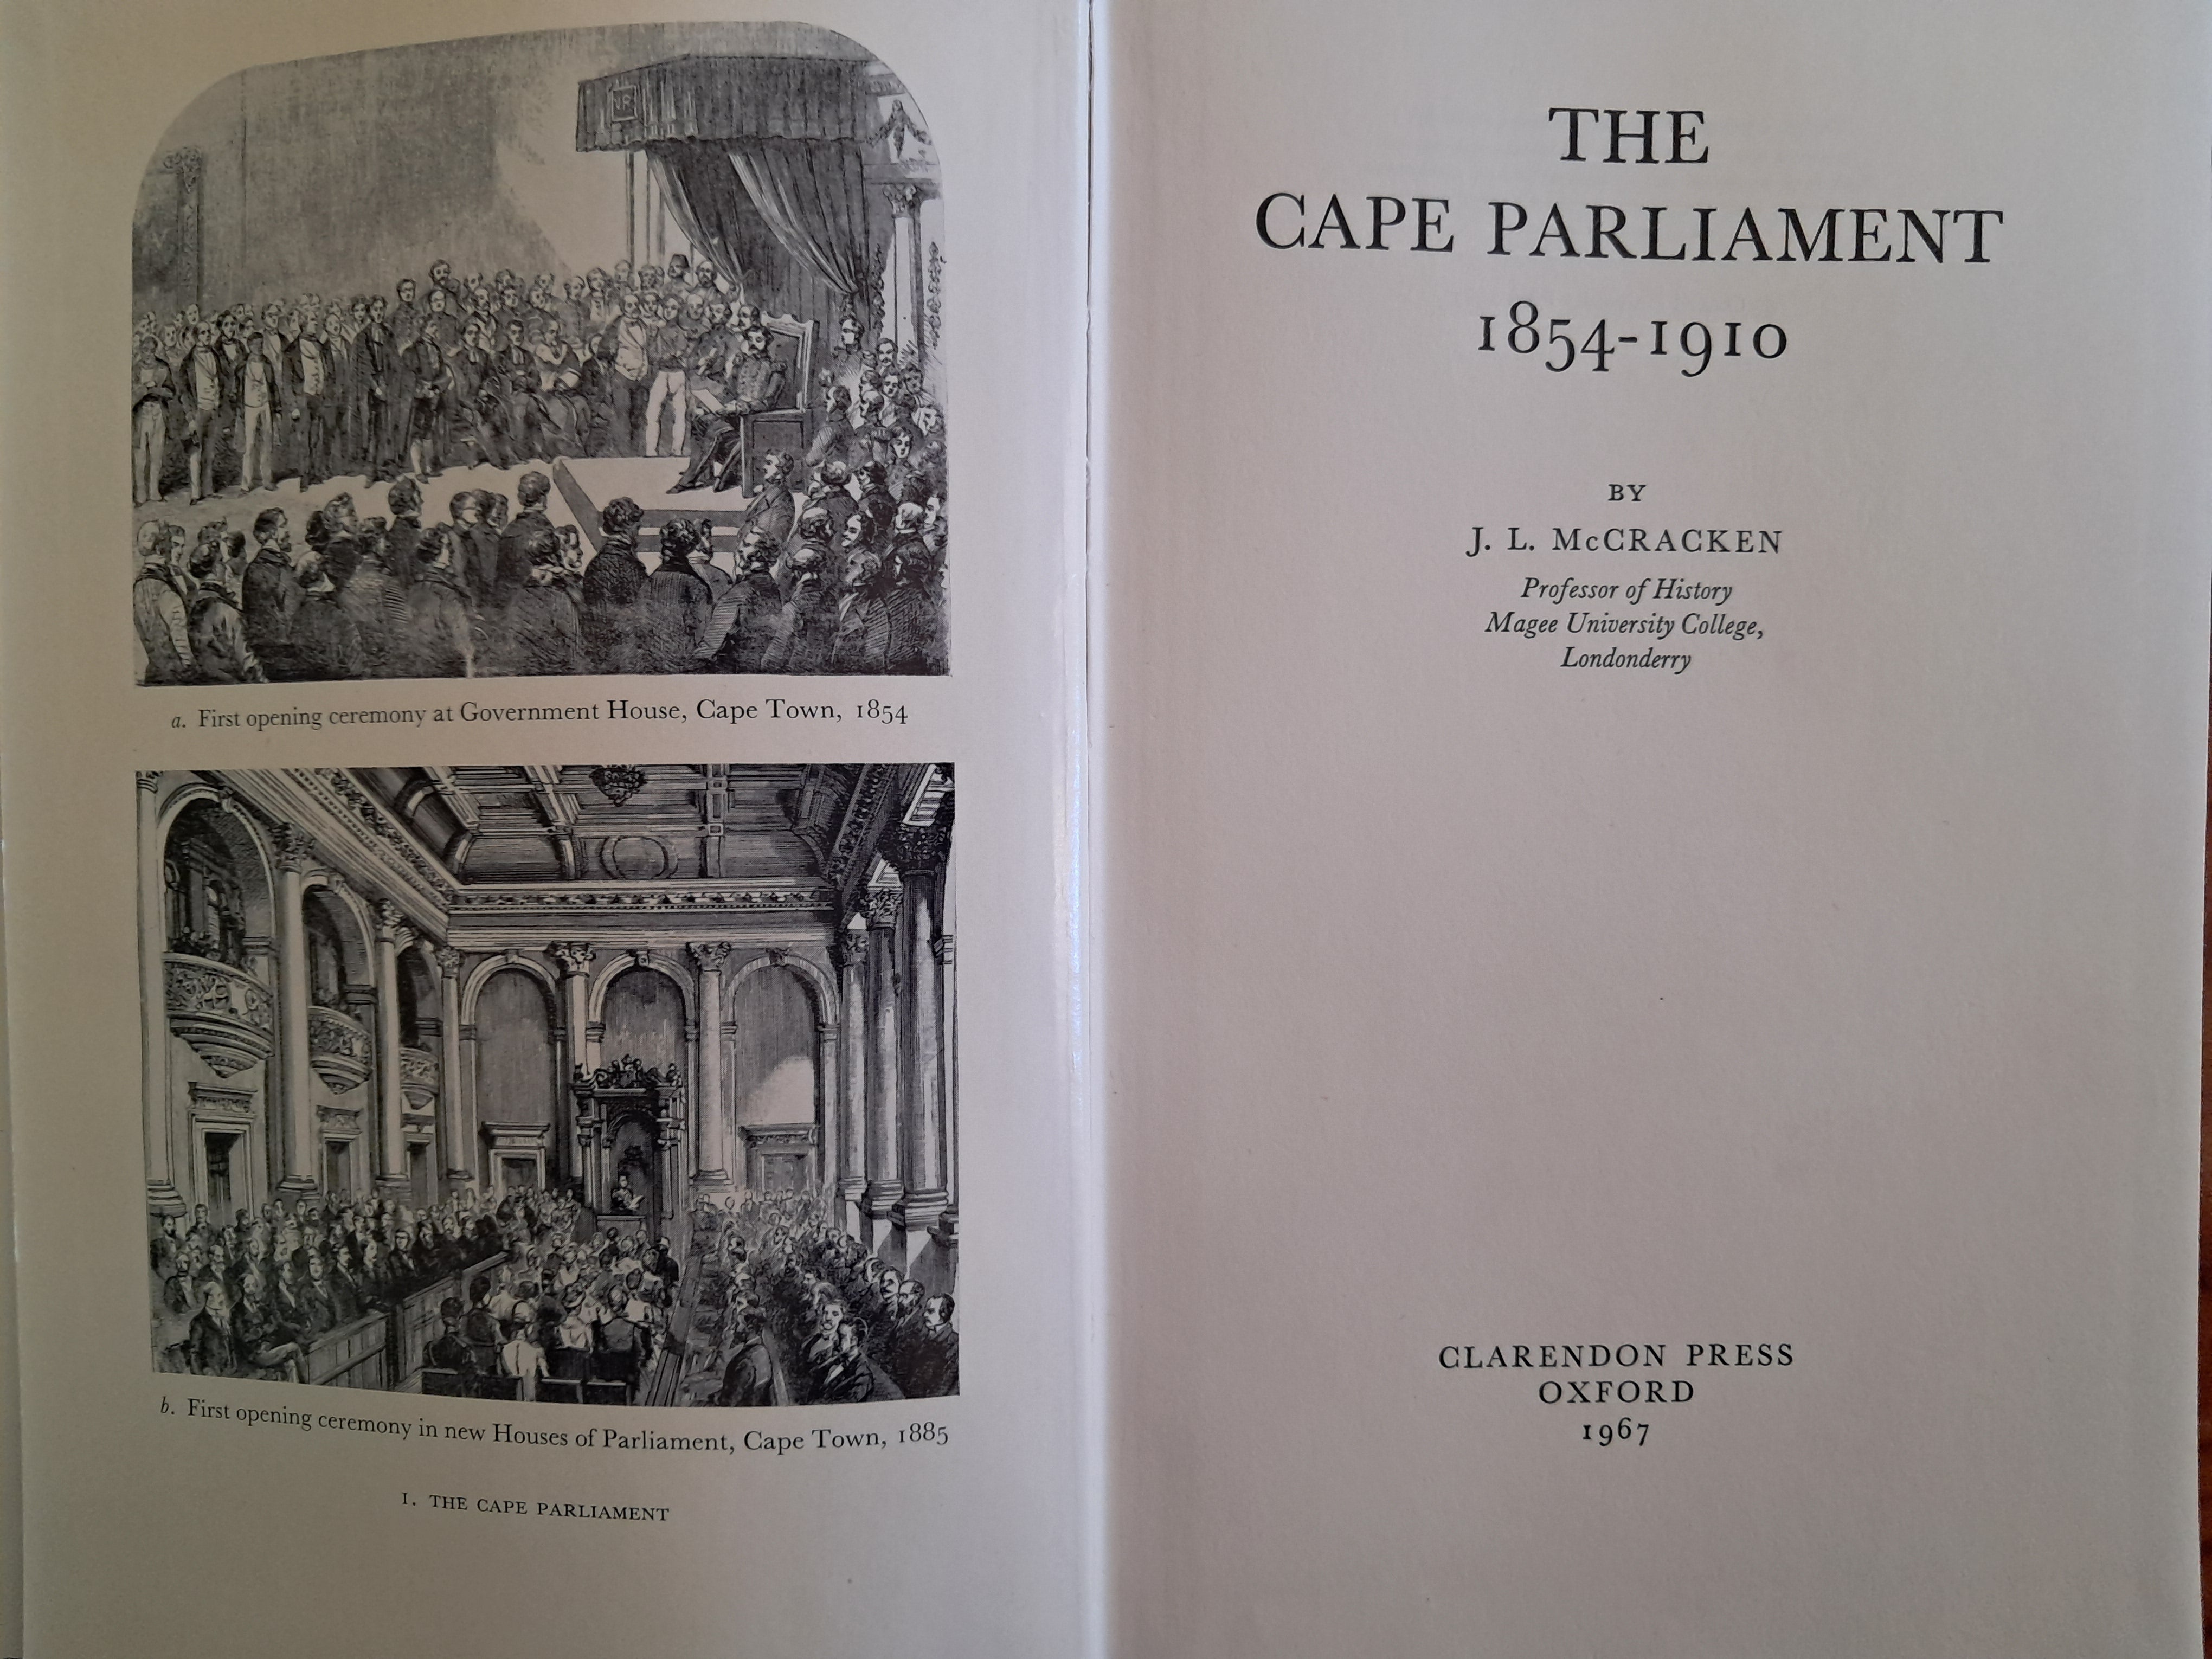 VR
a. First opening ceremony at Government House, Cape Town, 1854
b. First opening ceremony in new Houses of Parliament, Cape Town, 1885
1. THE CAPE PARLIAMENT
THE
CAPE PARLIAMENT
1854-1910
BY
J. L. McCRACKEN
Professor of History
Magee University College,
Londonderry
CLARENDON PRESS
OXFORD
1967